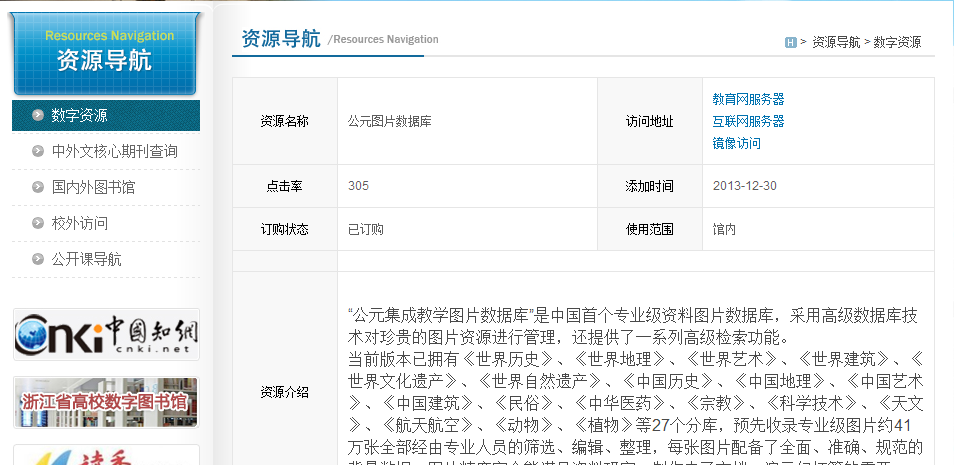 Resources Navigation
资源导航
数字资源
中外文核心期刊查询
国内外图书馆
校外访问
公开课导航
cnki中国知網
cnki.net
浙江省高校数字图书馆
资源导航 /Resources Navigation
H > 资源导航 > 数字资源
资源名称 公元图片数据库 访问地址
教育网服务器
互联网服务器
镜像访问
点击率 305 添加时间 2013-12-30
订购状态 已订购 使用范围 馆内
资源介绍
“公元集成教学图片数据库”是中国首个专业级资料图片数据库，采用高级数据库技
术对珍贵的图片资源进行管理，还提供了一系列高级检索功能。
当前版本已拥有《世界历史》、《世界地理》、《世界艺术》、《世界建筑》、《
世界文化遗产》、《世界自然遗产》、《中国历史》、《中国地理》、《中国艺术
》、《中国建筑》、《民俗》、《中华医药》、《宗教》、《科学技术》、《天文
》、《航天航空》、《动物》、《植物》等27个分库，预先收录专业级图片约41
万张全部经由专业人员的筛选、编辑、整理，每张图片配备了全面、准确、规范的